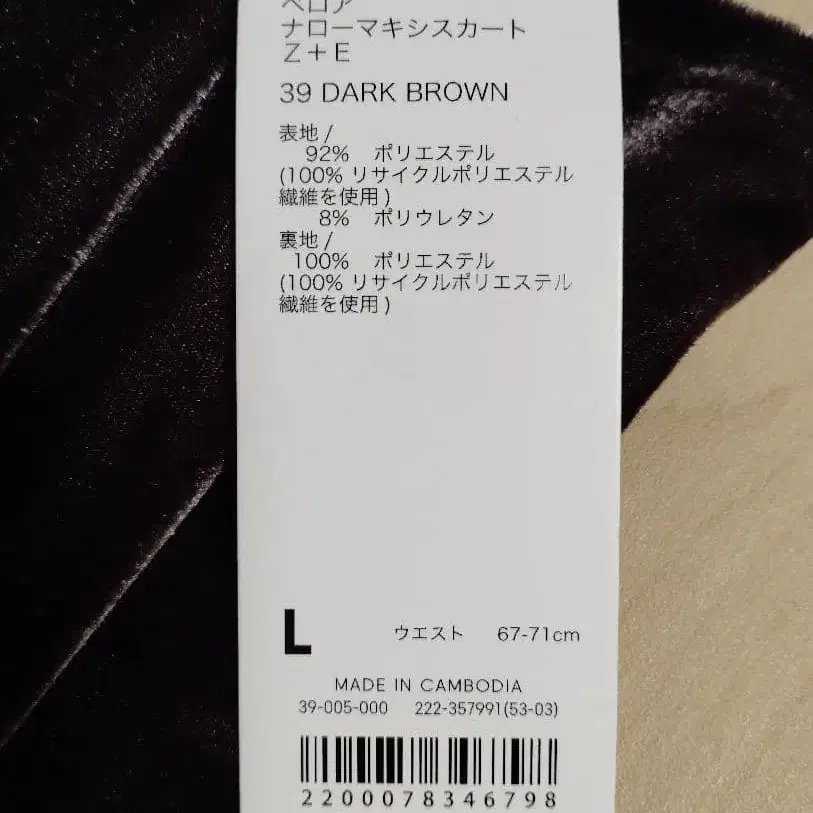 ベロア
ナローマキシスカート
Z+E
39 DARK BROWN
表地/
92% ポリエステル
(100% リサイクルポリエステル
繊維を使用)
8% ポリウレタン
裏地/
100% ポリエステル
(100% リサイクルポリエステル
繊維を使用)
L ウエスト 67-71cm
MADE IN CAMBODIA
39-005-000 222-357991(53-03)
2200078346798